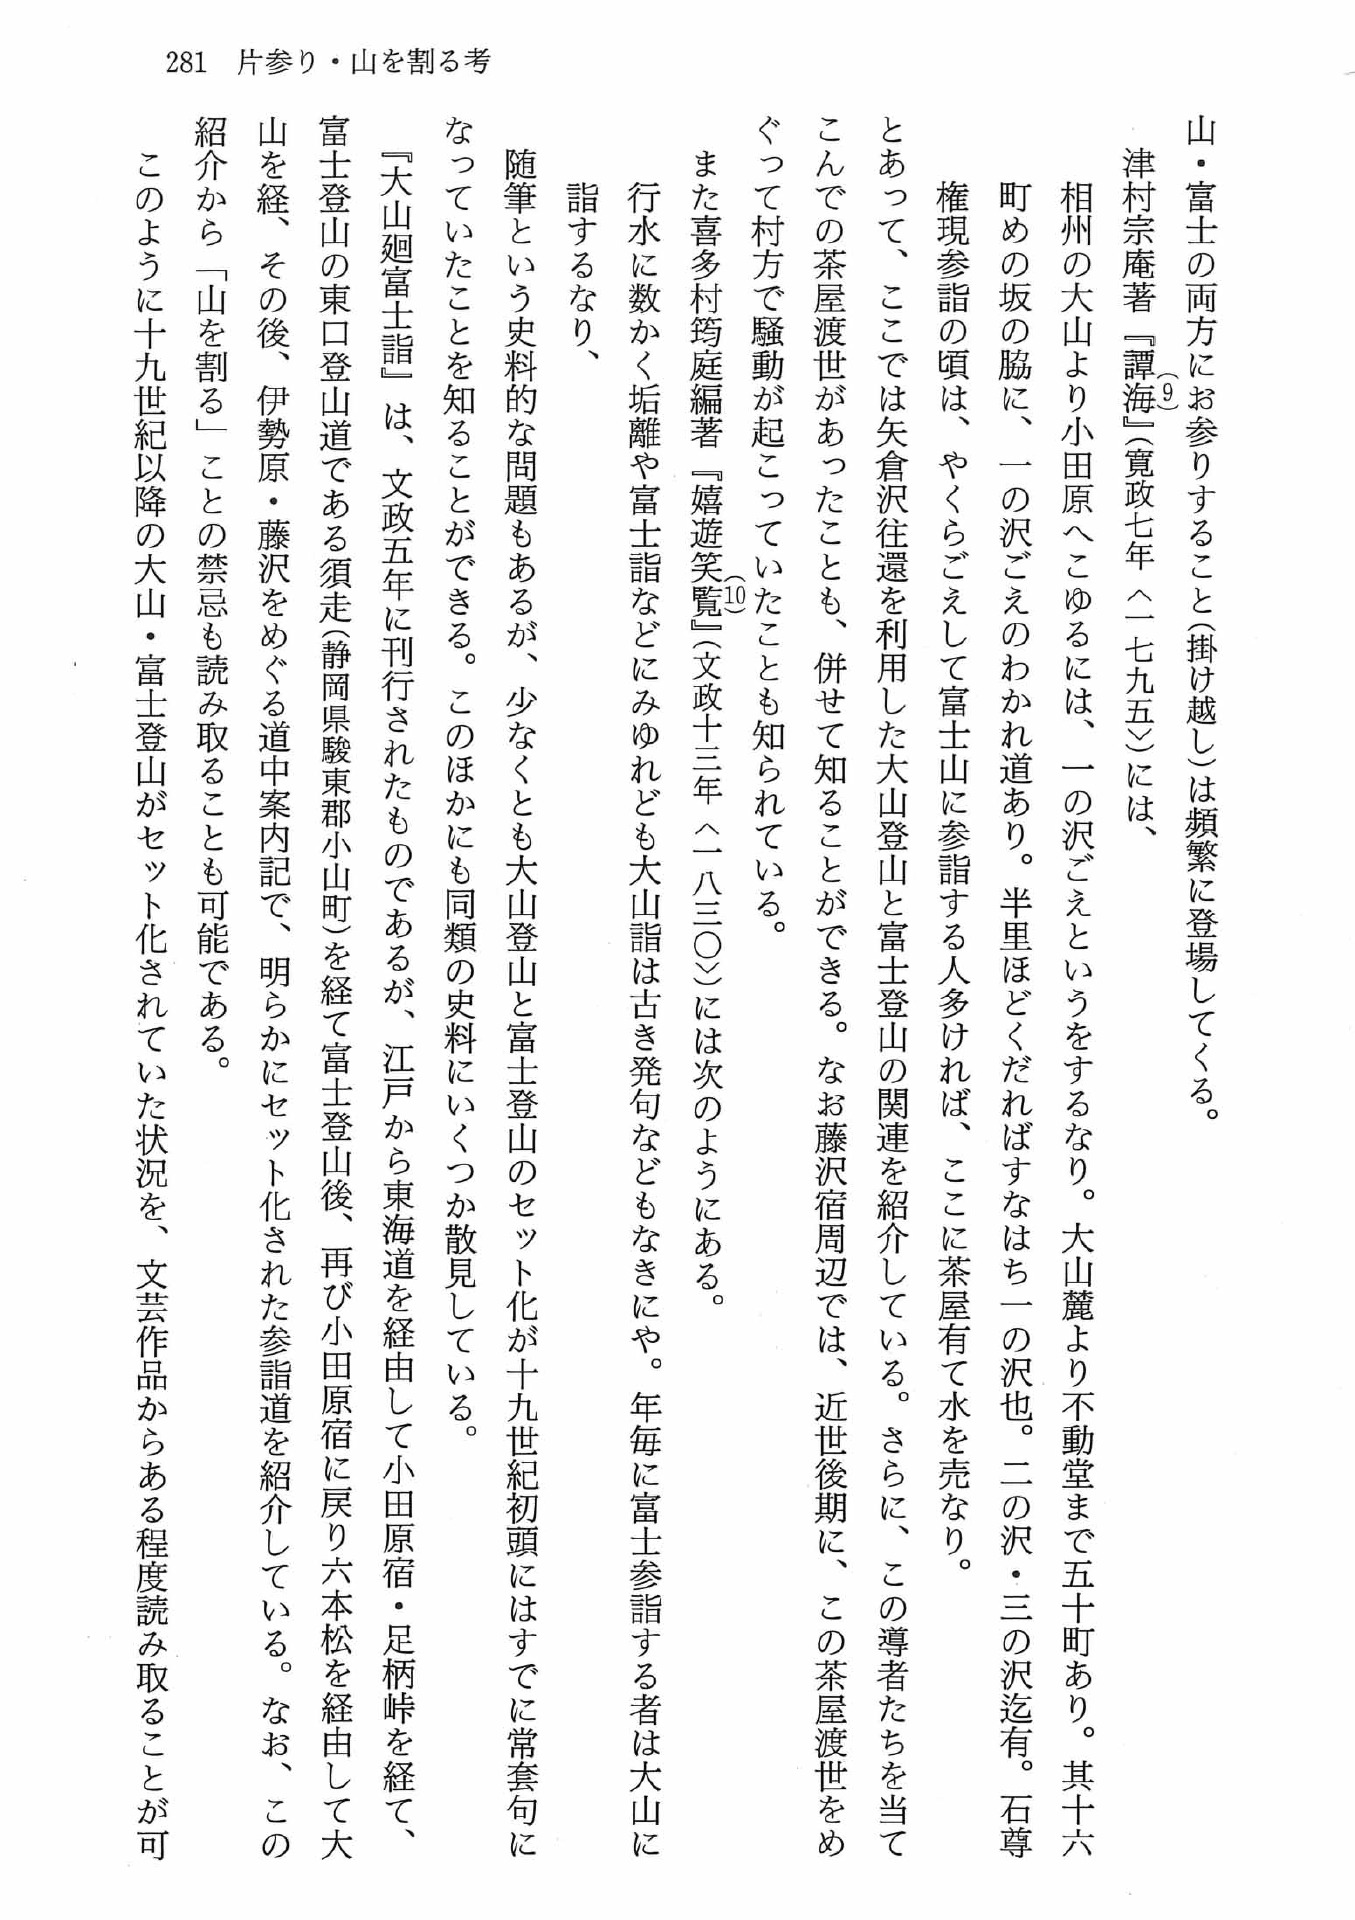 281 片参り・山を割る考
山・富士の両方にお参りすること(掛け越し)は頻繁に登場してくる。
津村宗庵著『譚海』(9)(寛政七年〈一七九五〉)には、
相州の大山より小田原へこゆるには、一の沢ごえというをするなり。大山麓より不動堂まで五十町あり。其十六
町めの坂の脇に、一の沢ごえのわかれ道あり。半里ほどくだればすなはち一の沢也。二の沢・三の沢迄有。石尊
権現参詣の頃は、やくらごえして富士山に参詣する人多ければ、ここに茶屋有て水を売なり。
とあって、ここでは矢倉沢往還を利用した大山登山と富士登山の関連を紹介している。さらに、この導者たちを当て
こんでの茶屋渡世があったことも、併せて知ることができる。なお藤沢宿周辺では、近世後期に、この茶屋渡世をめ
ぐって村方で騒動が起こっていたことも知られている。
また喜多村筠庭編著『嬉遊笑覧』(10)(文政十三年〈一八三〇〉)には次のようにある。
行水に数かく垢離や富士詣などにみゆれども大山詣は古き発句などもなきにや。年毎に富士参詣する者は大山に
詣するなり、
随筆という史料的な問題もあるが、少なくとも大山登山と富士登山のセット化が十九世紀初頭にはすでに常套句に
なっていたことを知ることができる。このほかにも同類の史料にいくつか散見している。
『大山廻富士詣』は、文政五年に刊行されたものであるが、江戸から東海道を経由して小田原宿・足柄峠を経て、
富士登山の東口登山道である須走(静岡県駿東郡小山町)を経て富士登山後、再び小田原宿に戻り六本松を経由して大
山を経、その後、伊勢原・藤沢をめぐる道中案内記で、明らかにセット化された参詣道を紹介している。なお、この
紹介から「山を割る」ことの禁忌も読み取ることも可能である。
このように十九世紀以降の大山・富士登山がセット化されていた状況を、文芸作品からある程度読み取ることが可